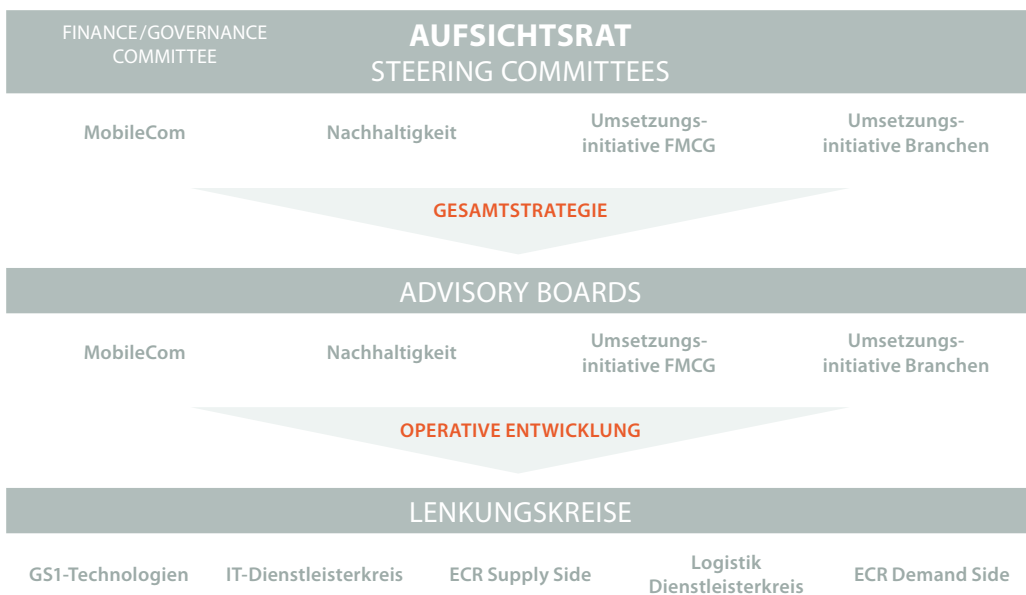 FINANCE/GOVERNANCE
COMMITTEE
AUFSICHTSRAT
STEERING COMMITTEES
MobileCom
Nachhaltigkeit
Umsetzungs-
initiative FMCG
Umsetzungs-
initiative Branchen
GESAMTSTRATEGIE
ADVISORY BOARDS
MobileCom
Nachhaltigkeit
Umsetzungs-
initiative FMCG
Umsetzungs-
initiative Branchen
OPERATIVE ENTWICKLUNG
LENKUNGSKREISE
GS1-Technologien
IT-Dienstleisterkreis
ECR Supply Side
Logistik
Dienstleisterkreis
ECR Demand Side